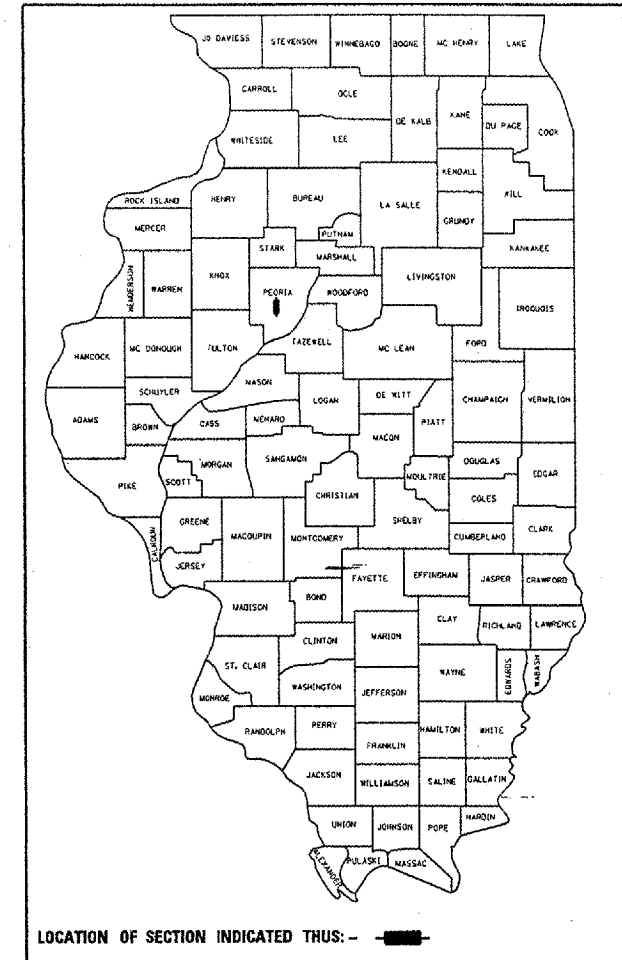 JO DAVIESS STEVENSON WINNEBAGO BOONE MC HENRY LAKE
CARROLL OGLE DE KALB KANE DU PAGE COOK
WHITESIDE LEE
KENDALL WILL
ROCK ISLAND HENRY BUREAU LA SALLE GRUNDY
MERCER PUTNAM
STARK MARSHALL KANKAKEE
HENDERSON WARREN KNOX PEORIA WOODFORD LIVINGSTON IROQUOIS
HANCOCK MC DONOUGH FULTON TAZEWELL MC LEAN FORD
MASON
SCHUYLER LOGAN DE WITT CHAMPAIGN VERMILION
ADAMS BROWN CASS MENARD PIATT
MACON
PIKE SCOTT MORGAN SANGAMON MOULTRIE DOUGLAS EDGAR
CHRISTIAN COLES
CALHOUN GREENE MACOUPIN MONTGOMERY SHELBY CUMBERLAND CLARK
JERSEY
FAYETTE EFFINGHAM JASPER CRAWFORD
MADISON BOND
CLAY RICHLAND LAWRENCE
CLINTON MARION
ST. CLAIR WAYNE EDWARDS WABASH
MONROE WASHINGTON JEFFERSON
RANDOLPH PERRY HAMILTON WHITE
FRANKLIN
JACKSON WILLIAMSON SALINE GALLATIN
UNION JOHNSON POPE HARDIN
ALEXANDER PULASKI MASSAC
LOCATION OF SECTION INDICATED THUS: -